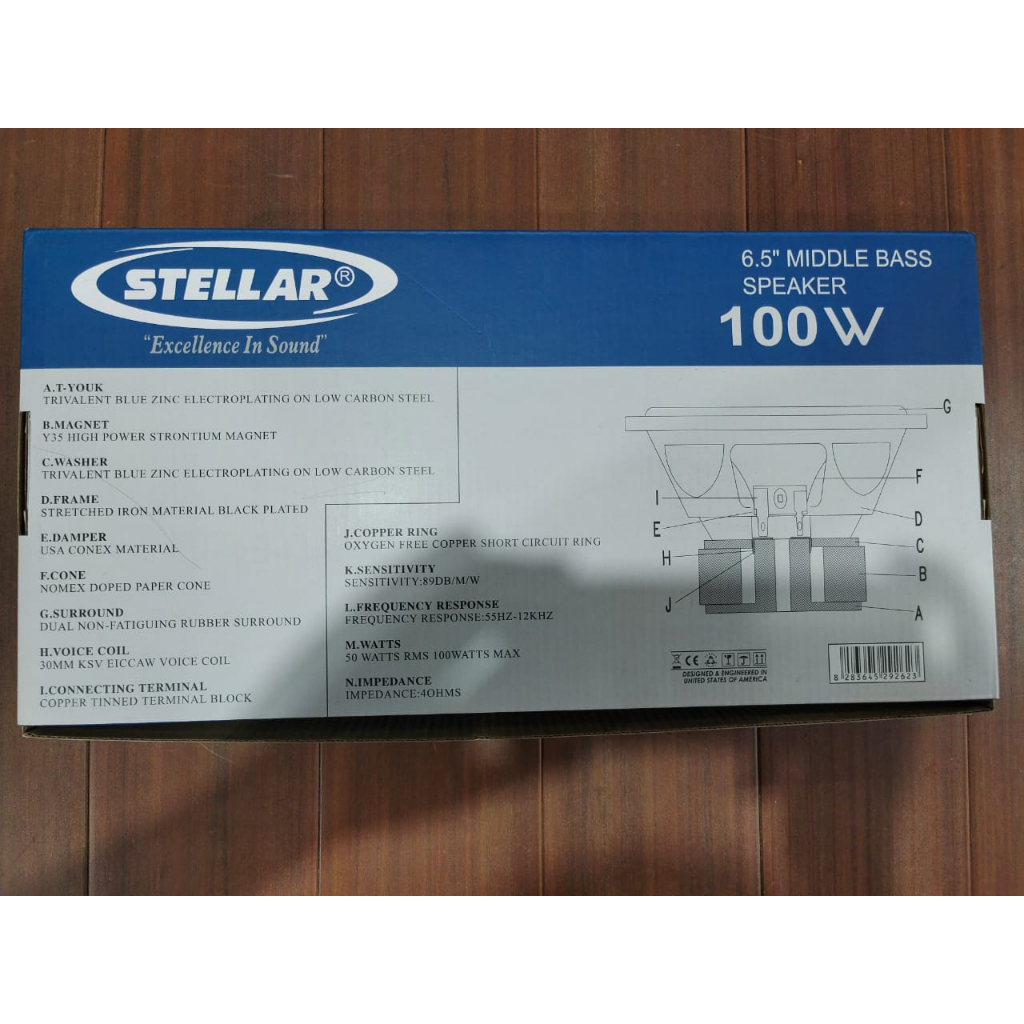 STELLAR®
"Excellence In Sound"
6.5" MIDDLE BASS
SPEAKER
100W
A.T-YOUK
TRIVALENT BLUE ZINC ELECTROPLATING ON LOW CARBON STEEL
B.MAGNET
Y35 HIGH POWER STRONTIUM MAGNET
C.WASHER
TRIVALENT BLUE ZINC ELECTROPLATING ON LOW CARBON STEEL
D.FRAME
STRETCHED IRON MATERIAL BLACK PLATED
E.DAMPER
USA CONEX MATERIAL
F.CONE
NOMEX DOPED PAPER CONE
G.SURROUND
DUAL NON-FATIGUING RUBBER SURROUND
H.VOICE COIL
30MM KSV EICCAW VOICE COIL
I.CONNECTING TERMINAL
COPPER TINNED TERMINAL BLOCK
J.COPPER RING
OXYGEN FREE COPPER SHORT CIRCUIT RING
K.SENSITIVITY
SENSITIVITY:89DB/M/W
L.FREQUENCY RESPONSE
FREQUENCY RESPONSE:55HZ-12KHZ
M.WATTS
50 WATTS RMS 100WATTS MAX
N.IMPEDANCE
IMPEDANCE:4OHMS
G
F
I
E
D
H
C
B
J
A
CE
DESIGNED & ENGINEERED IN
UNITED STATES OF AMERICA
8 283645 292623